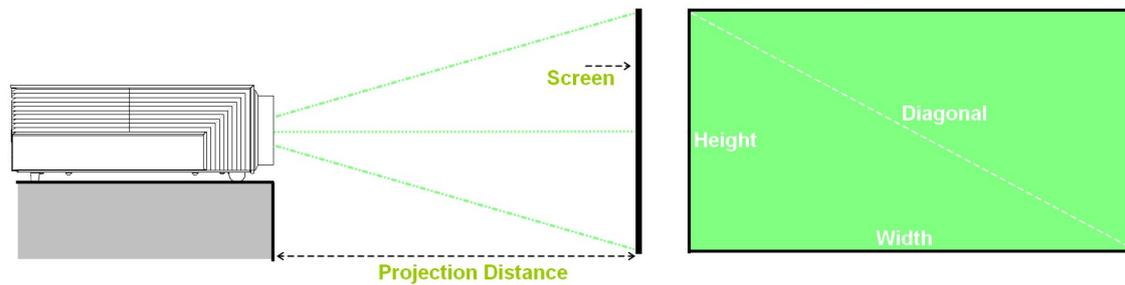 Screen
Projection Distance
Diagonal
Height
Width